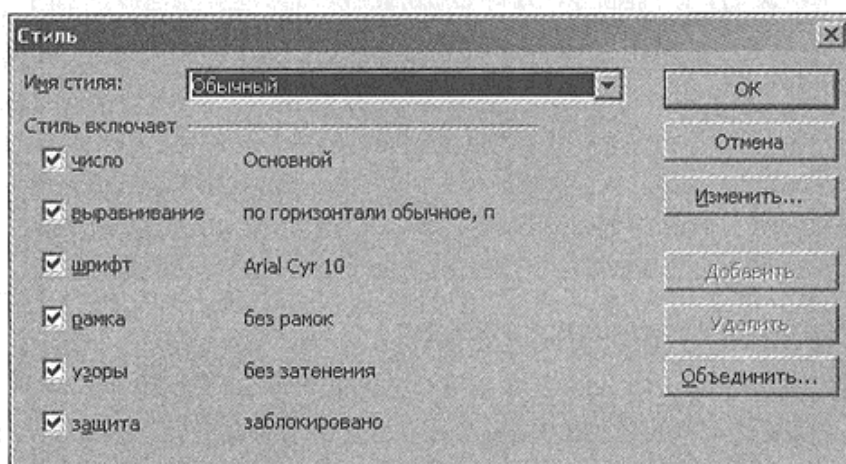 Стиль
Имя стиля: Обычный
ОК
Стиль включает
Отмена
число Основной
Изменить...
выравнивание по горизонтали обычное, п
шрифт Arial Cyr 10
Добавить
рамка без рамок
Удалить
узоры без затенения
Объединить...
защита заблокировано